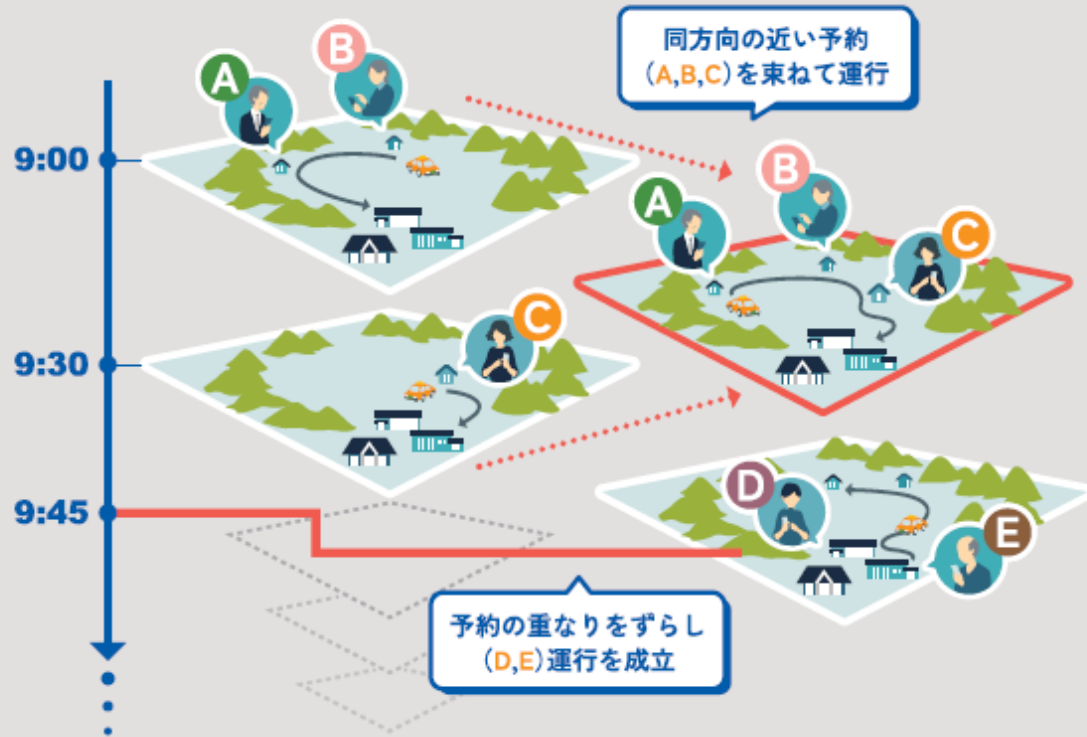 同方向の近い予約
(A,B,C)を束ねて運行
B
A
9:00
B
A
C
C
9:30
9:45
D
E
予約の重なりをずらし
(D,E)運行を成立